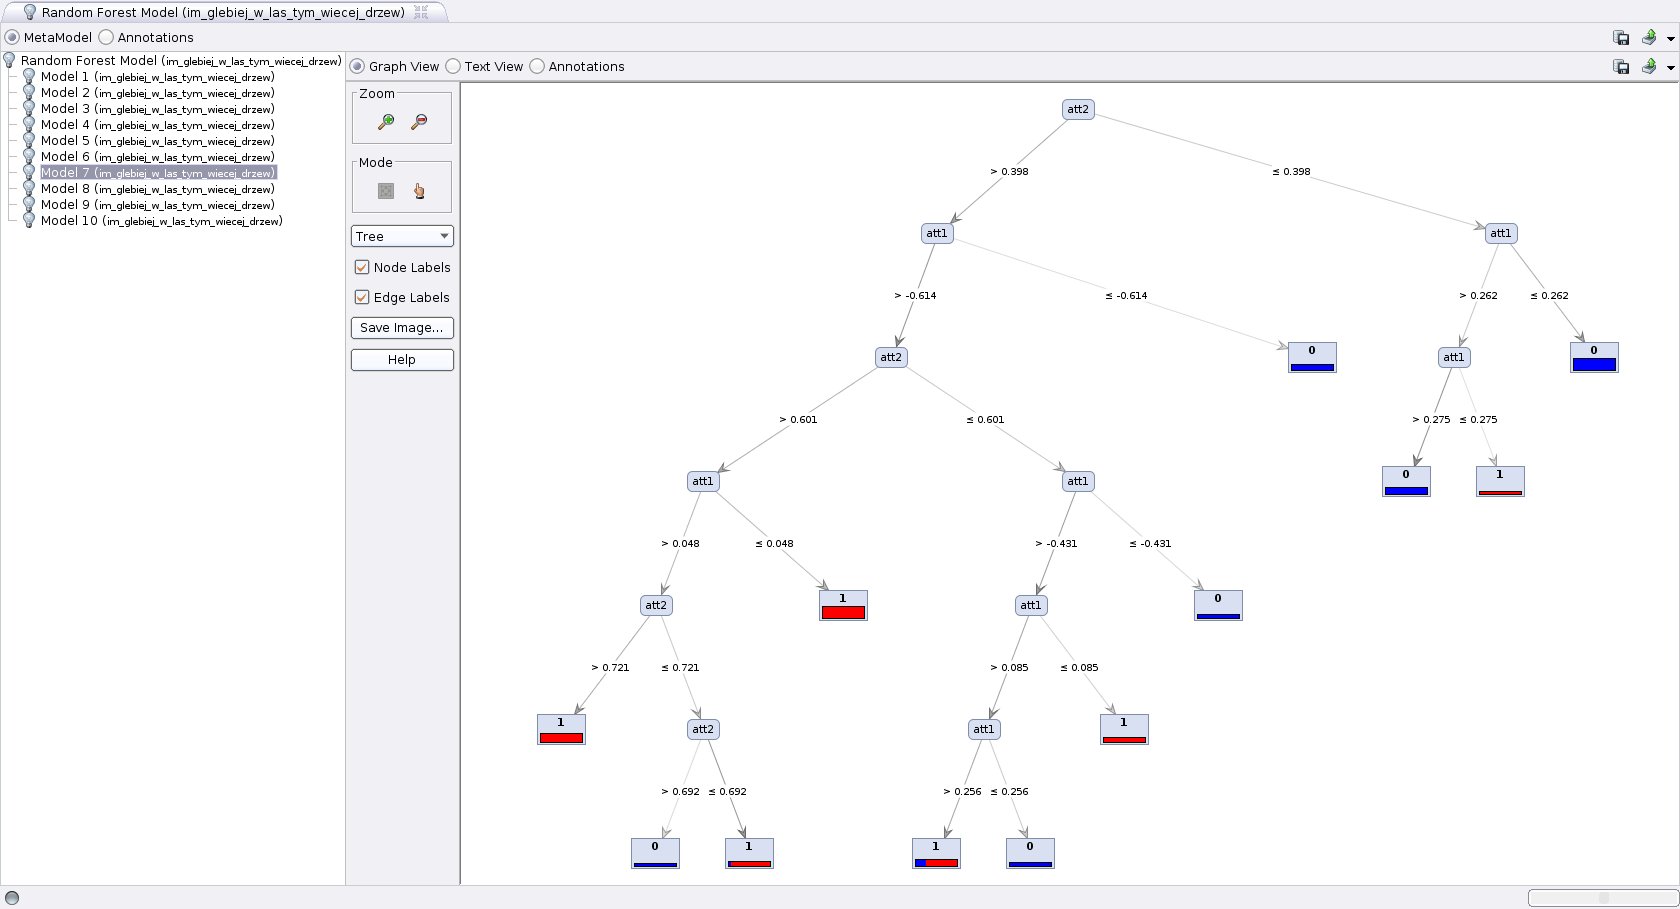 Random Forest Model (im_glebiej_w_las_tym_wiecej_drzew)
MetaModel Annotations
Random Forest Model (im_glebiej_w_las_tym_wiecej_drzew)
Model 1 (im_glebiej_w_las_tym_wiecej_drzew)
Model 2 (im_glebiej_w_las_tym_wiecej_drzew)
Model 3 (im_glebiej_w_las_tym_wiecej_drzew)
Model 4 (im_glebiej_w_las_tym_wiecej_drzew)
Model 5 (im_glebiej_w_las_tym_wiecej_drzew)
Model 6 (im_glebiej_w_las_tym_wiecej_drzew)
Model 7 (im_glebiej_w_las_tym_wiecej_drzew)
Model 8 (im_glebiej_w_las_tym_wiecej_drzew)
Model 9 (im_glebiej_w_las_tym_wiecej_drzew)
Model 10 (im_glebiej_w_las_tym_wiecej_drzew)
Graph View Text View Annotations
Zoom
Mode
Tree
Node Labels
Edge Labels
Save Image...
Help
att2
> 0.398 ≤ 0.398
att1 att1
> -0.614 ≤ -0.614 > 0.262 ≤ 0.262
att2 0 att1 0
> 0.601 ≤ 0.601 > 0.275 ≤ 0.275
att1 att1 0 1
> 0.048 ≤ 0.048 > -0.431 ≤ -0.431
att2 1 att1 0
> 0.721 ≤ 0.721 > 0.085 ≤ 0.085
1 att2 att1 1
> 0.692 ≤ 0.692 > 0.256 ≤ 0.256
0 1 1 0